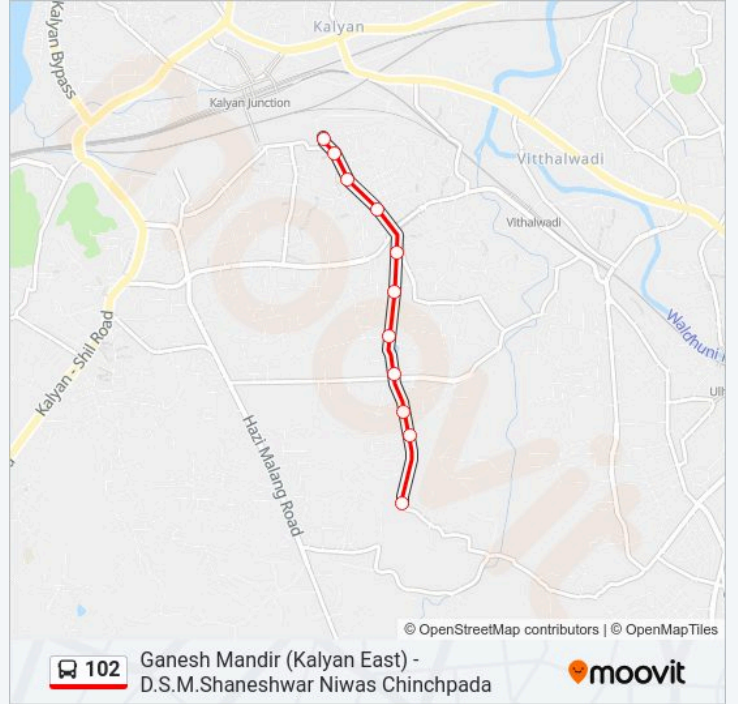 Kalyan
Kalyan Bypass
Kalyan Junction
Vitthalwadi
Vithalwadi
Waldhuni
Kalyan - Shil Road
Hazi Malang Road
Ulh
moovit
© OpenStreetMap contributors | © OpenMapTiles
102
Ganesh Mandir (Kalyan East) -
D.S.M.Shaneshwar Niwas Chinchpada
moovit